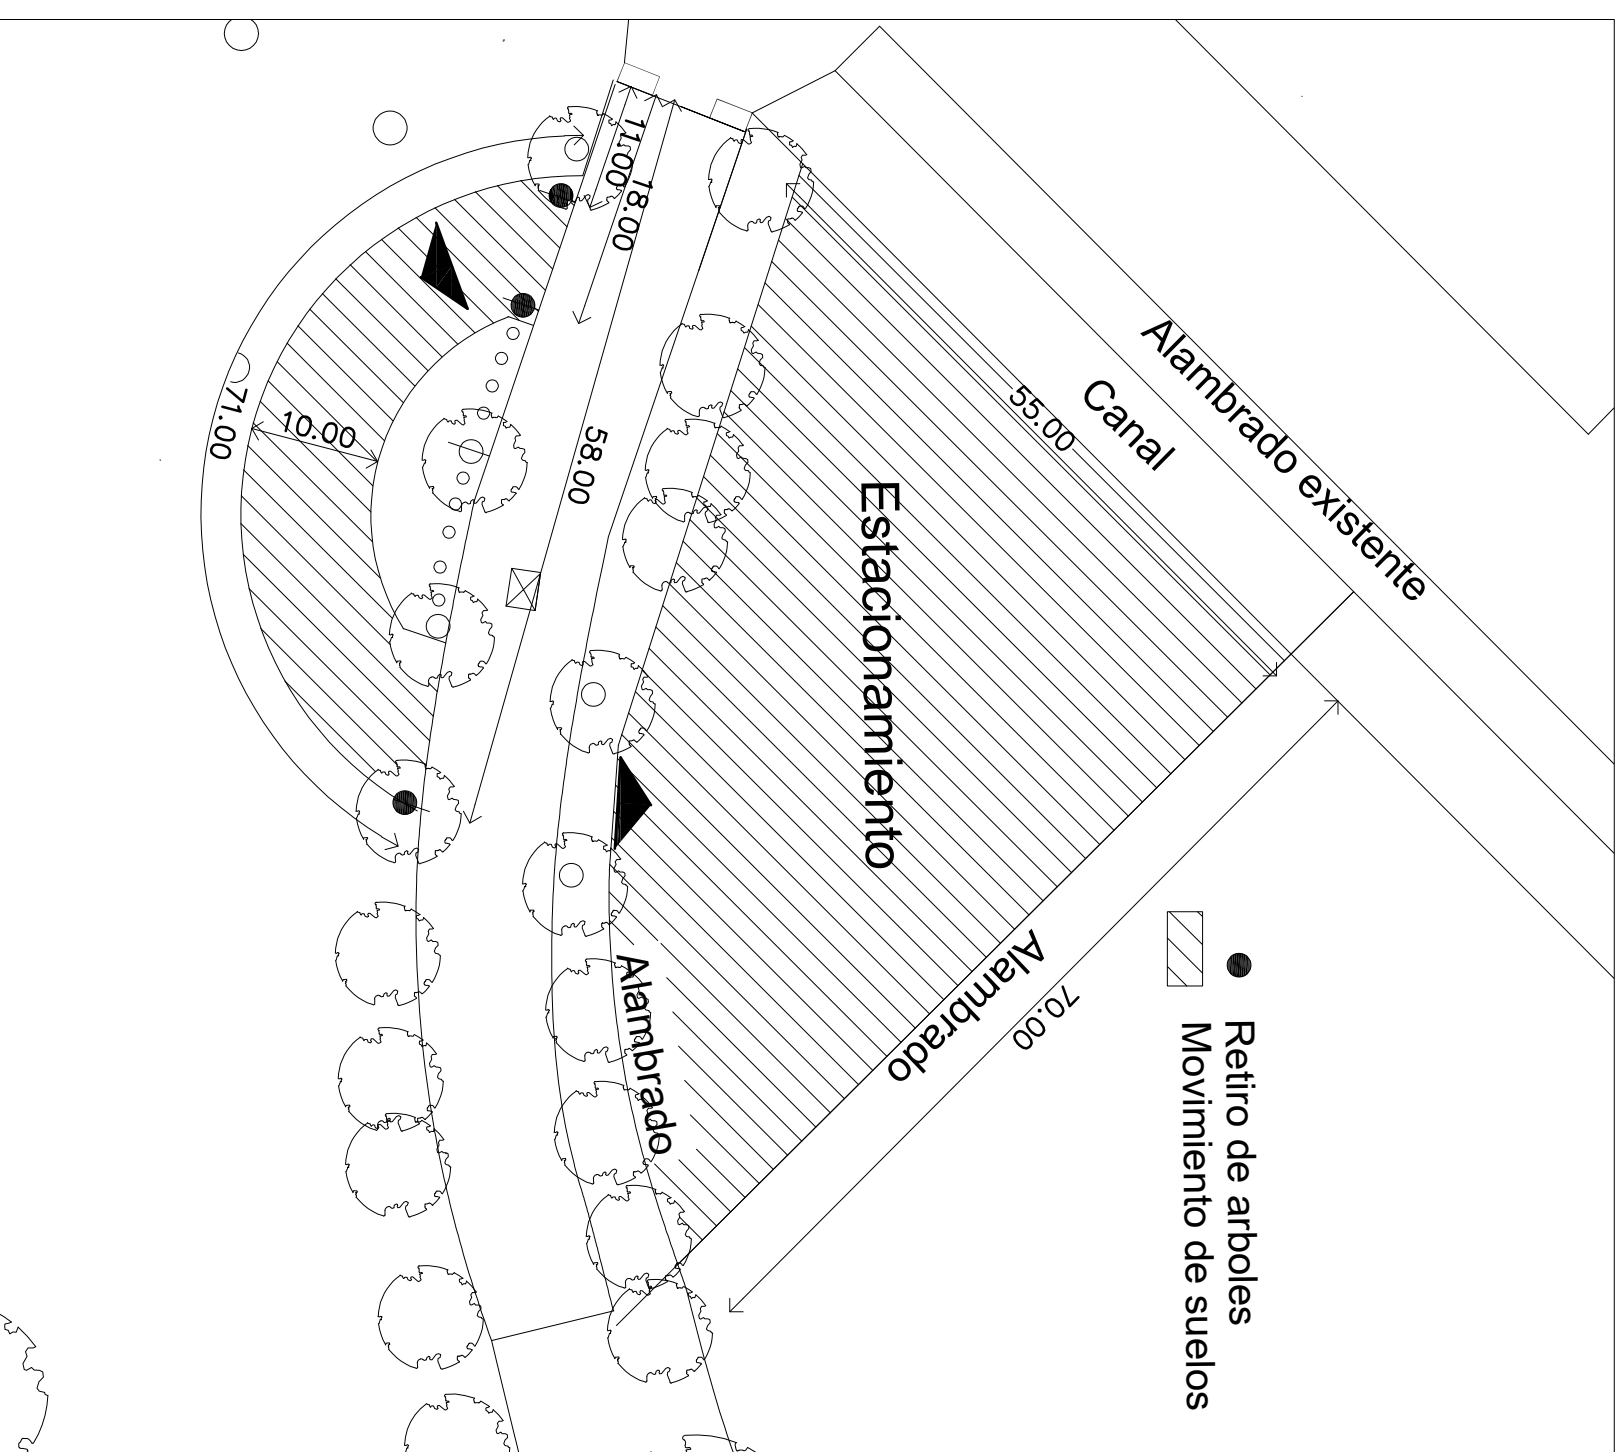 11.00
18.00
58.00
71.00
10.00
55.00
Canal
Alambrado existente
Estacionamiento
Alambrado
70.00
Alambrado
Retiro de arboles
Movimiento de suelos